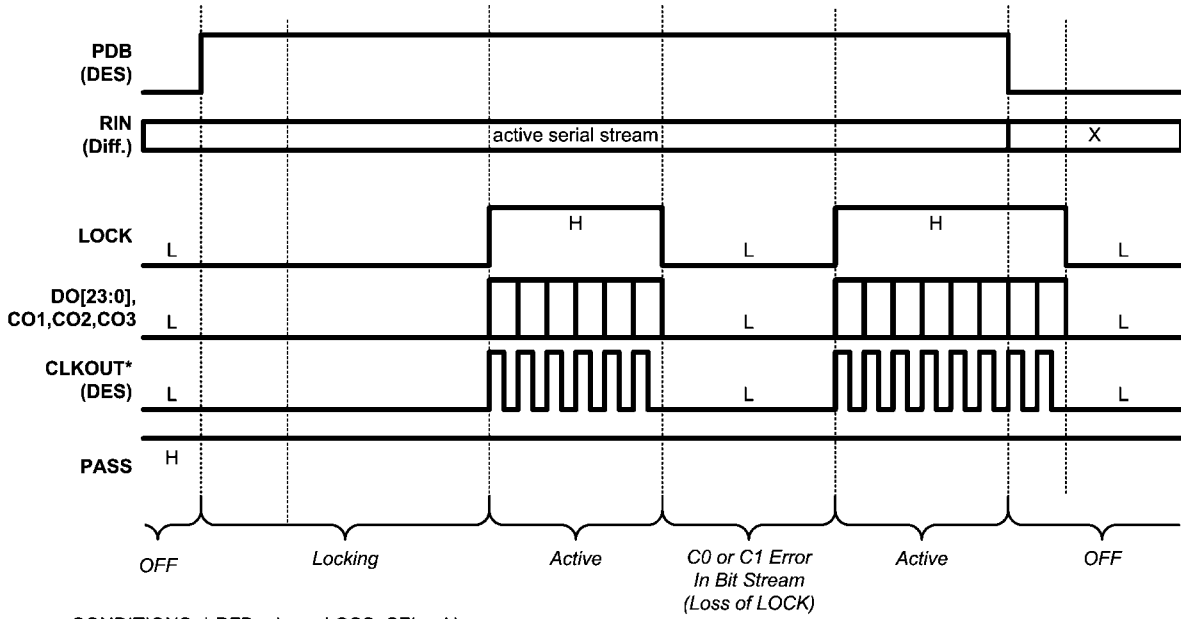 PDB
(DES)
RIN
(Diff.)
active serial stream
X
LOCK
L
H
L
H
L
DO[23:0],
CO1,CO2,CO3
L
L
L
CLKOUT*
(DES)
L
L
L
PASS
H
OFF
Locking
Active
C0 or C1 Error
In Bit Stream
(Loss of LOCK)
Active
OFF